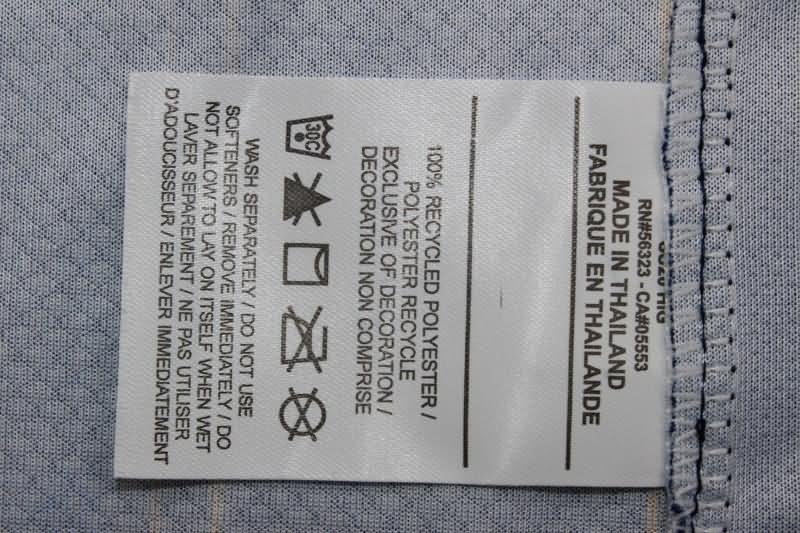 RN#56323 - CA#05553
MADE IN THAILAND
FABRIQUE EN THAILANDE
100% RECYCLED POLYESTER /
POLYESTER RECYCLE
EXCLUSIVE OF DECORATION /
DECORATION NON COMPRISE
30C
WASH SEPARATELY / DO NOT USE
SOFTENERS / REMOVE IMMEDIATELY / DO
NOT ALLOW TO LAY ON ITSELF WHEN WET
LAVER SEPAREMENT / NE PAS UTILISER
D'ADOUCISSEUR / ENLEVER IMMEDIATEMENT